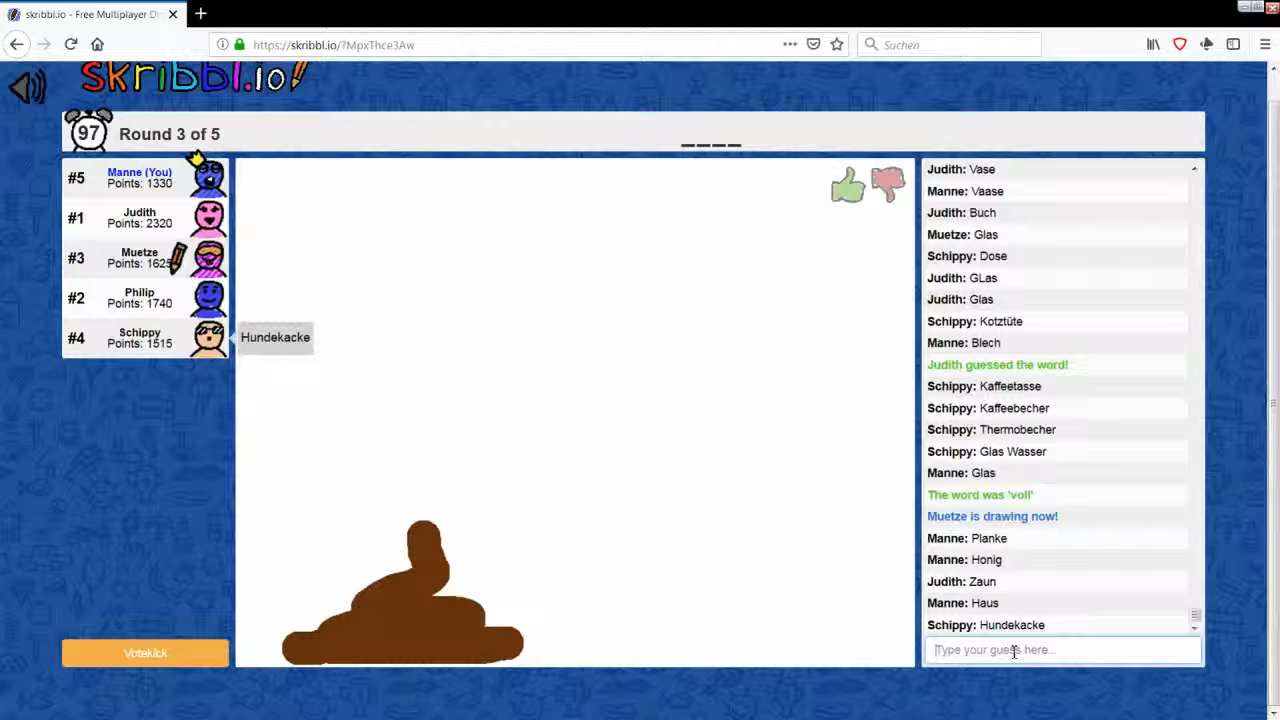 skribbl.io - Free Multiplayer Dr
https://skribbl.io/?MpxThce3Aw
Suchen
skribbl.io!
97
Round 3 of 5
____
#5
Manne (You)
Points: 1330
#1
Judith
Points: 2320
#3
Muetze
Points: 1625
#2
Philip
Points: 1740
#4
Schippy
Points: 1515
Hundekacke
Votekick
Judith: Vase
Manne: Vaase
Judith: Buch
Muetze: Glas
Schippy: Dose
Judith: GLas
Judith: Glas
Schippy: Kotztüte
Manne: Blech
Judith guessed the word!
Schippy: Kaffeetasse
Schippy: Kaffeebecher
Schippy: Thermobecher
Schippy: Glas Wasser
Manne: Glas
The word was 'voll'
Muetze is drawing now!
Manne: Planke
Manne: Honig
Judith: Zaun
Manne: Haus
Schippy: Hundekacke
Type your guess here...